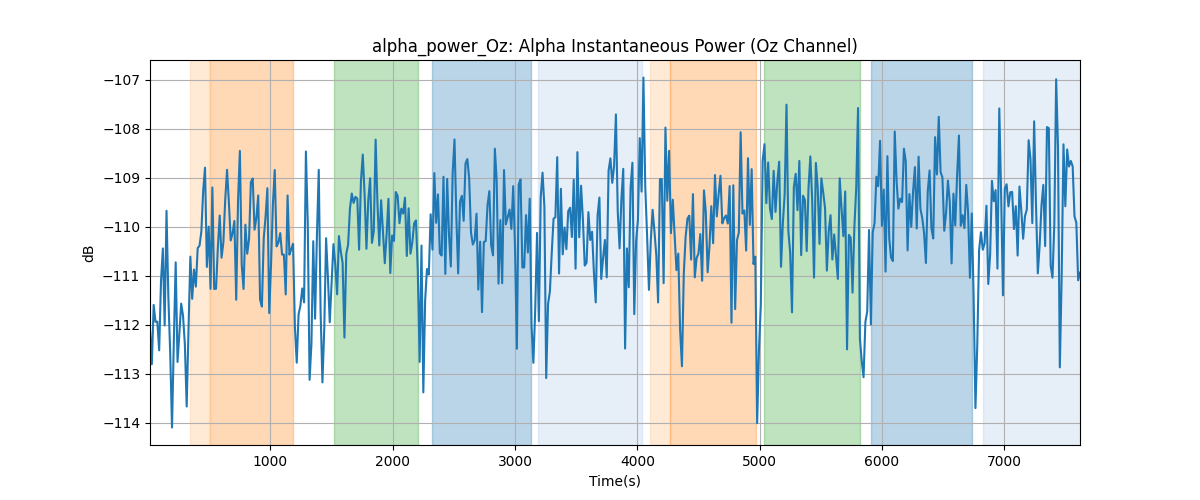 alpha_power_Oz: Alpha Instantaneous Power (Oz Channel)
−107
−108
−109
−110
−111
−112
−113
−114
dB
1000 2000 3000 4000 5000 6000 7000
Time(s)